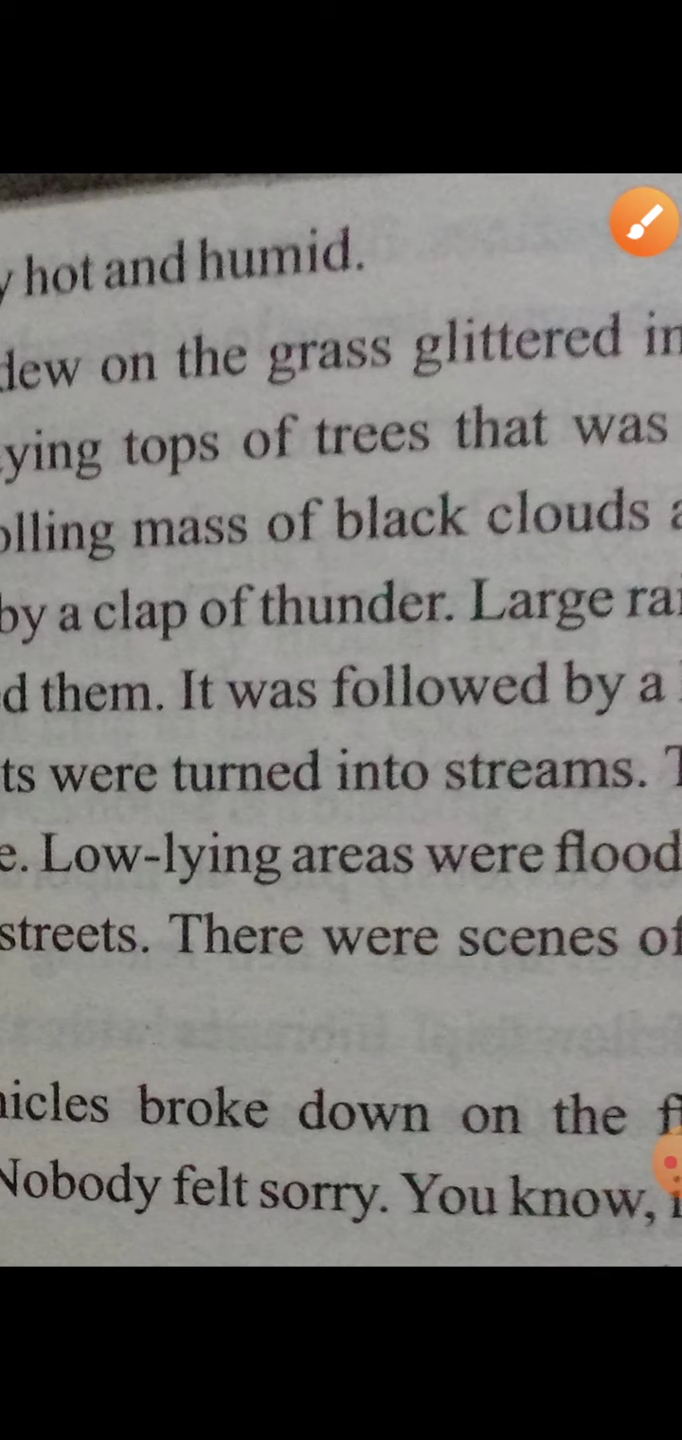 hot and humid.
dew on the grass glittered in
ying tops of trees that was
olling mass of black clouds a
by a clap of thunder. Large rai
d them. It was followed by a
ts were turned into streams. T
e. Low-lying areas were flood
streets. There were scenes of
icles broke down on the
Nobody felt sorry. You know, i